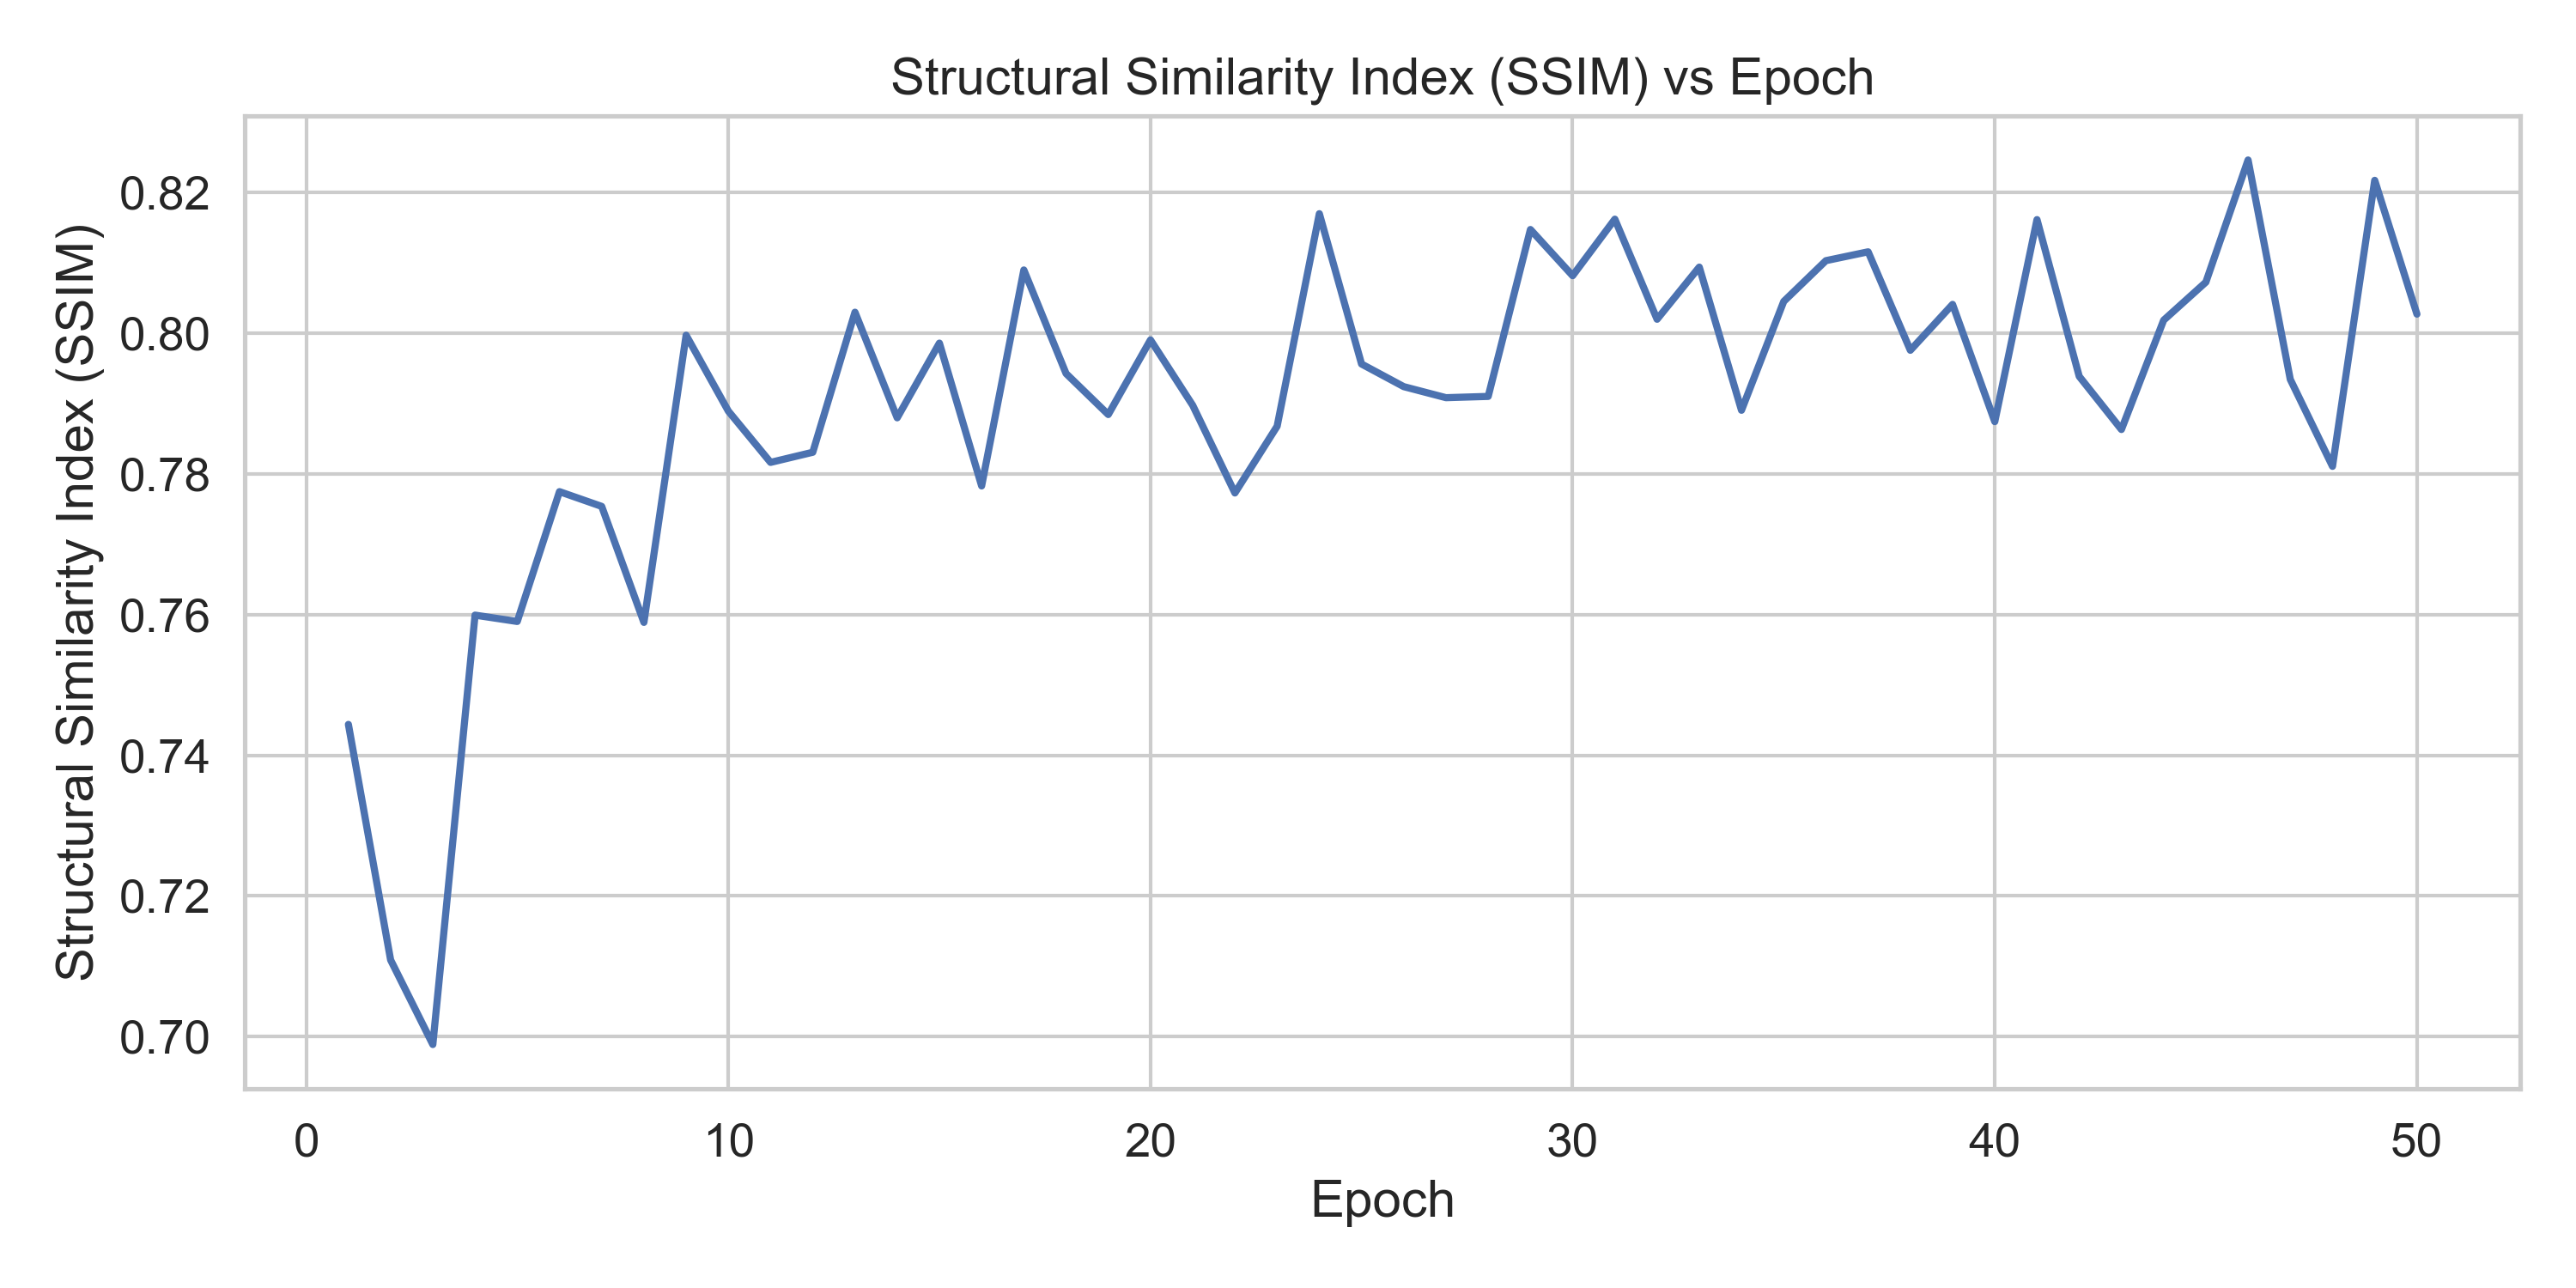 Structural Similarity Index (SSIM) vs Epoch
Structural Similarity Index (SSIM)
0.82
0.80
0.78
0.76
0.74
0.72
0.70
0 10 20 30 40 50
Epoch